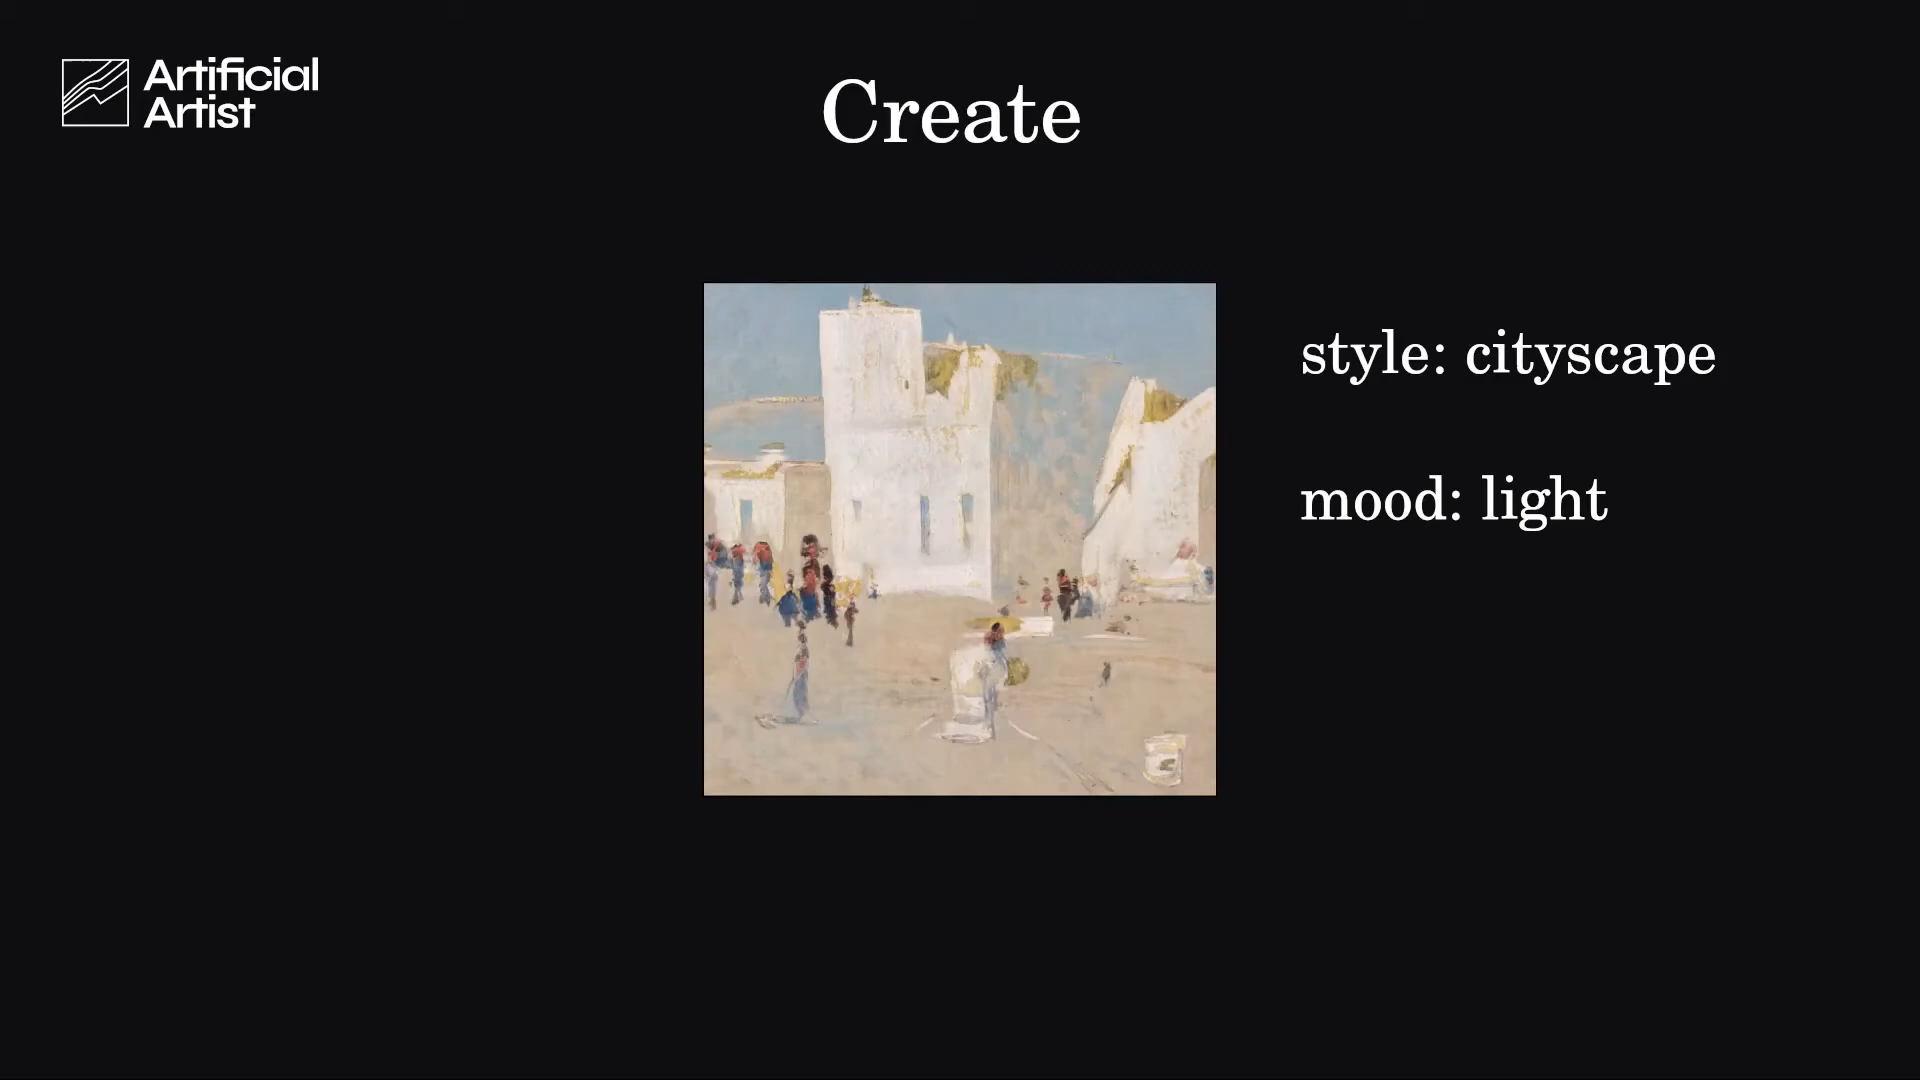 Artificial
Artist
Create
style: cityscape
mood: light